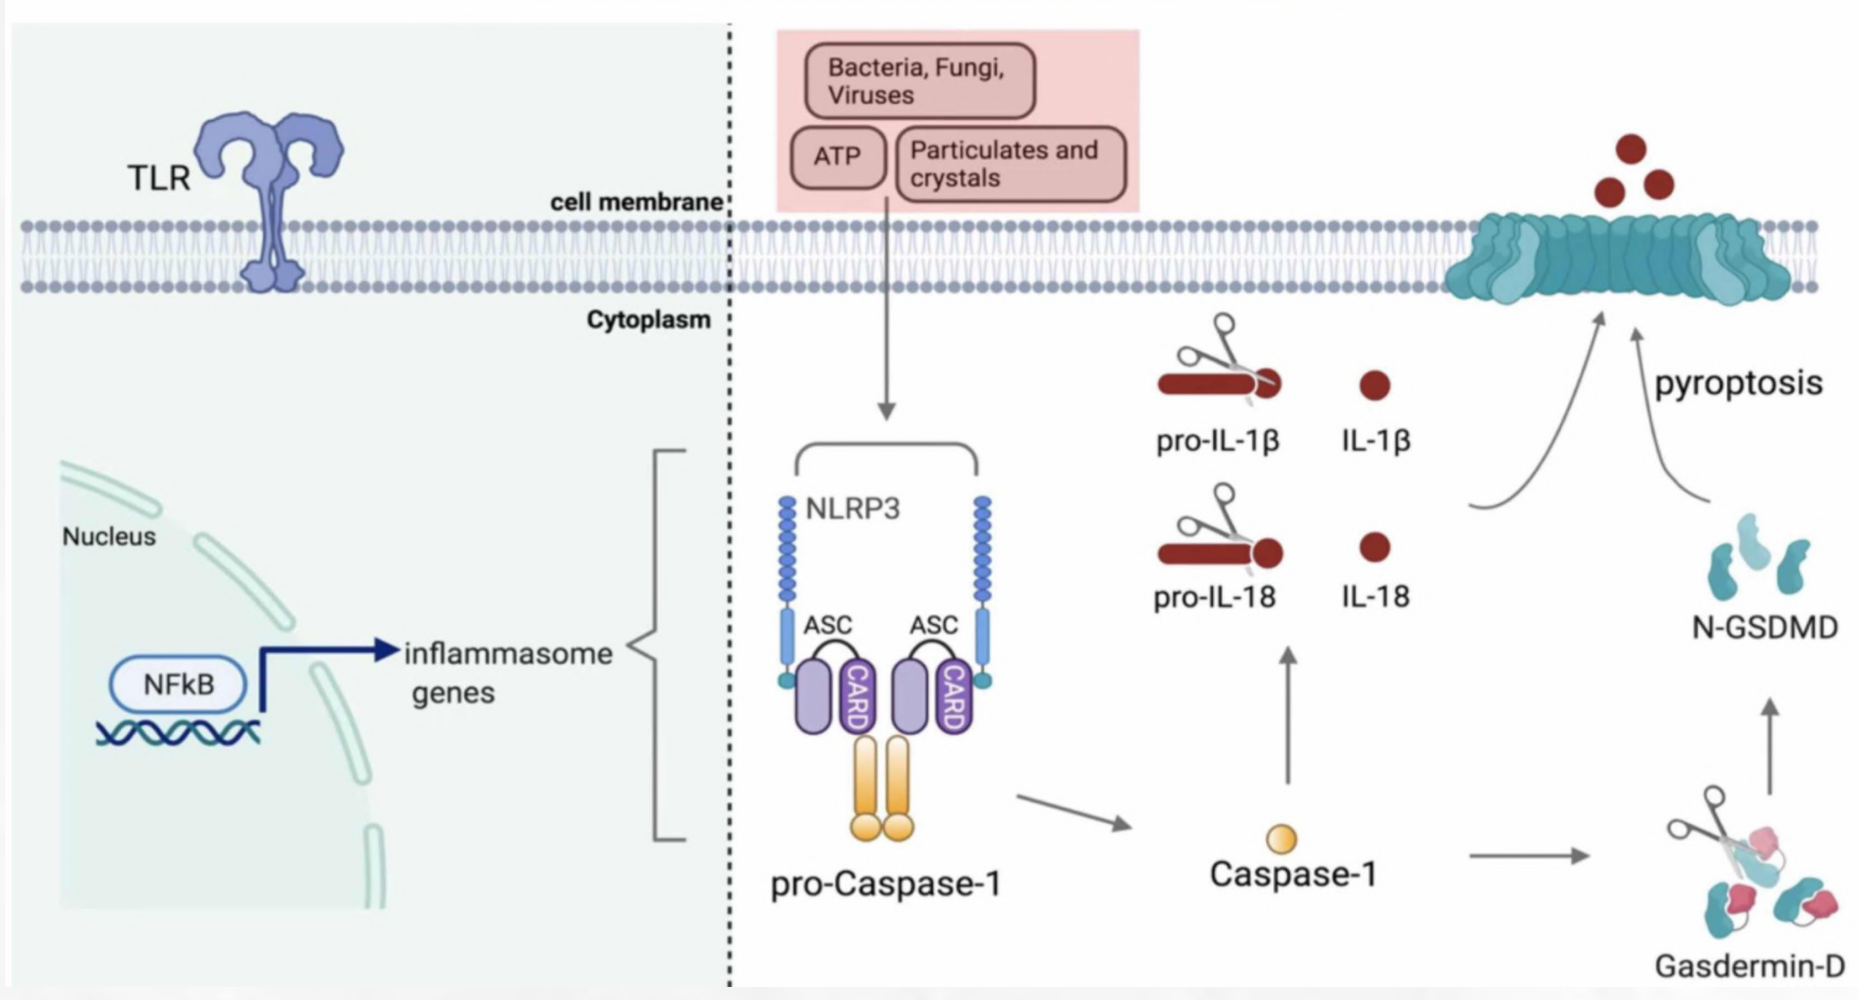 TLR
cell membrane
Cytoplasm
Nucleus
NFkB
inflammasome
genes
Bacteria, Fungi,
Viruses
ATP
Particulates and
crystals
NLRP3
ASC
ASC
CARD
CARD
pro-Caspase-1
Caspase-1
pro-IL-1β
IL-1β
pro-IL-18
IL-18
pyroptosis
N-GSDMD
Gasdermin-D